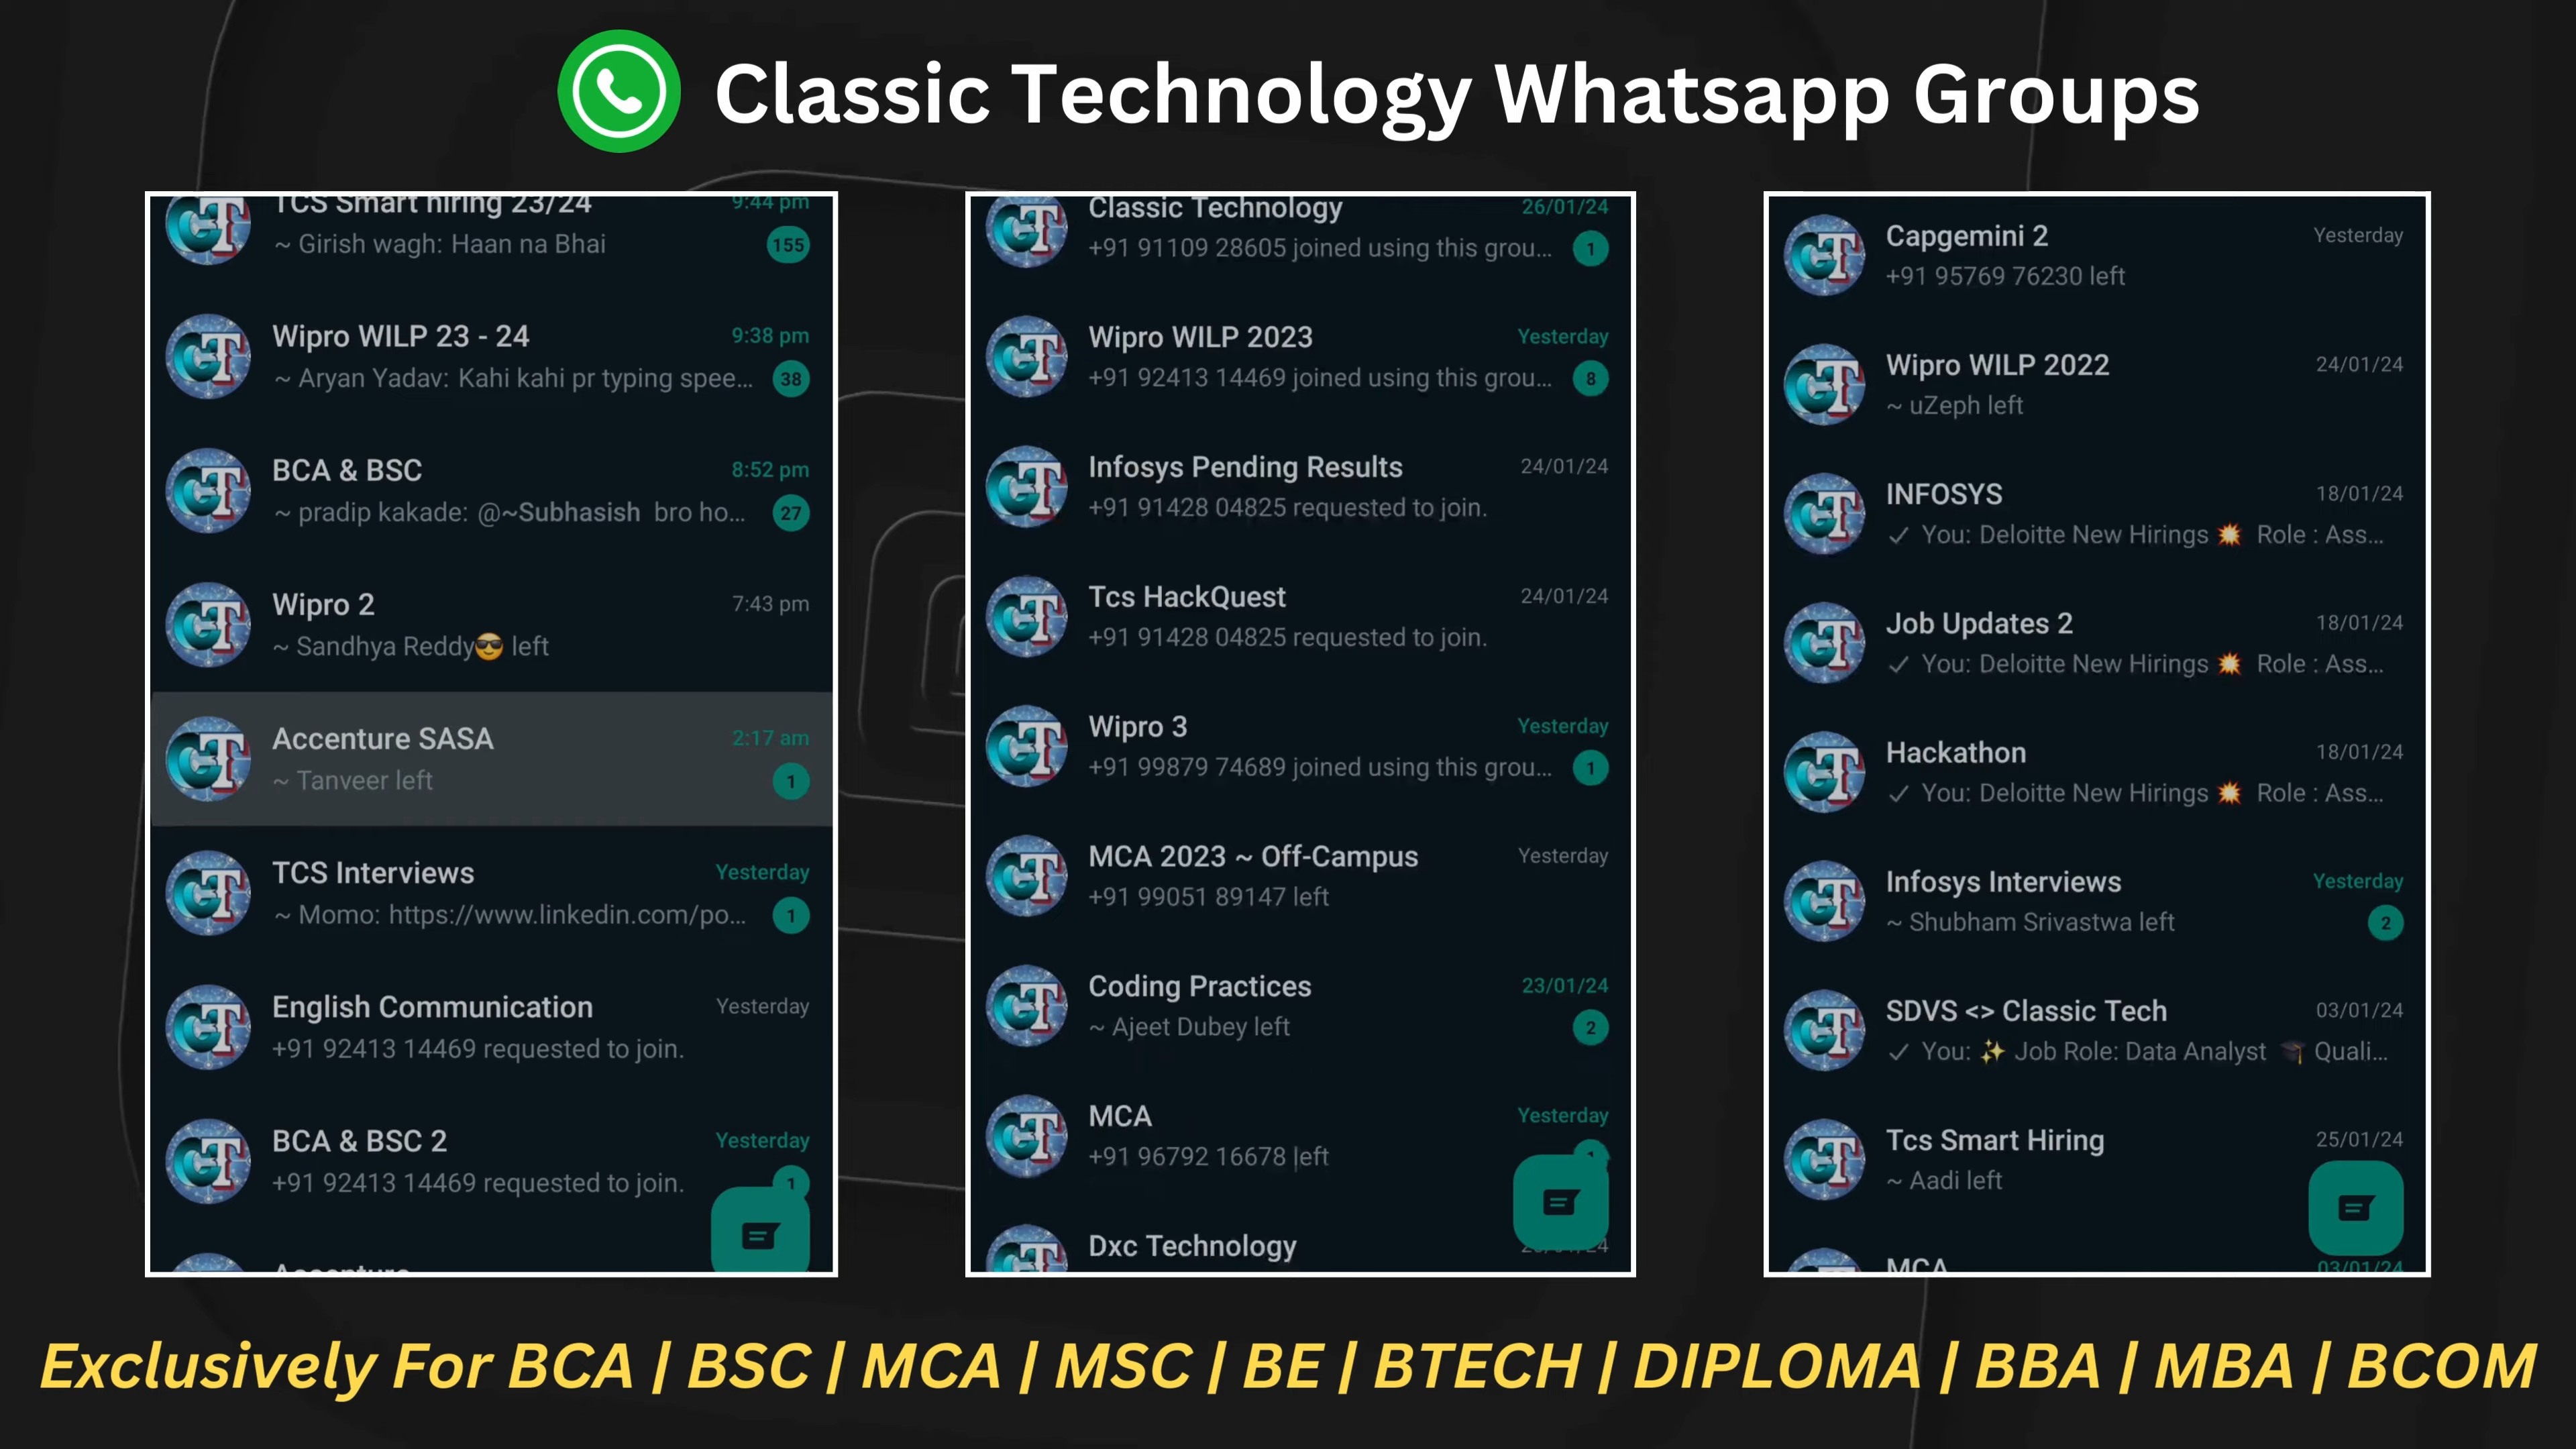 Classic Technology Whatsapp Groups
TCS Smart hiring 23/24
9:44 pm
~ Girish wagh: Haan na Bhai
155
Wipro WILP 23 - 24
9:38 pm
~ Aryan Yadav: Kahi kahi pr typing spee...
38
BCA & BSC
8:52 pm
~ pradip kakade: @~Subhasish bro ho...
27
Wipro 2
7:43 pm
~ Sandhya Reddy😎 left
Accenture SASA
2:17 am
~ Tanveer left
1
TCS Interviews
Yesterday
~ Momo: https://www.linkedin.com/po...
1
English Communication
Yesterday
+91 92413 14469 requested to join.
BCA & BSC 2
Yesterday
+91 92413 14469 requested to join.
1
Accenture
Classic Technology
26/01/24
+91 91109 28605 joined using this grou...
1
Wipro WILP 2023
Yesterday
+91 92413 14469 joined using this grou...
8
Infosys Pending Results
24/01/24
+91 91428 04825 requested to join.
Tcs HackQuest
24/01/24
+91 91428 04825 requested to join.
Wipro 3
Yesterday
+91 99879 74689 joined using this grou...
1
MCA 2023 ~ Off-Campus
Yesterday
+91 99051 89147 left
Coding Practices
23/01/24
~ Ajeet Dubey left
2
MCA
Yesterday
+91 96792 16678 left
Dxc Technology
Capgemini 2
Yesterday
+91 95769 76230 left
Wipro WILP 2022
24/01/24
~ uZeph left
INFOSYS
18/01/24
✓ You: Deloitte New Hirings 💥 Role : Ass...
Job Updates 2
18/01/24
✓ You: Deloitte New Hirings 💥 Role : Ass...
Hackathon
18/01/24
✓ You: Deloitte New Hirings 💥 Role : Ass...
Infosys Interviews
Yesterday
~ Shubham Srivastwa left
2
SDVS <> Classic Tech
03/01/24
✓ You: ✨ Job Role: Data Analyst 🎓 Quali...
Tcs Smart Hiring
25/01/24
~ Aadi left
MCA
03/01/24
Exclusively For BCA | BSC | MCA | MSC | BE | BTECH | DIPLOMA | BBA | MBA | BCOM